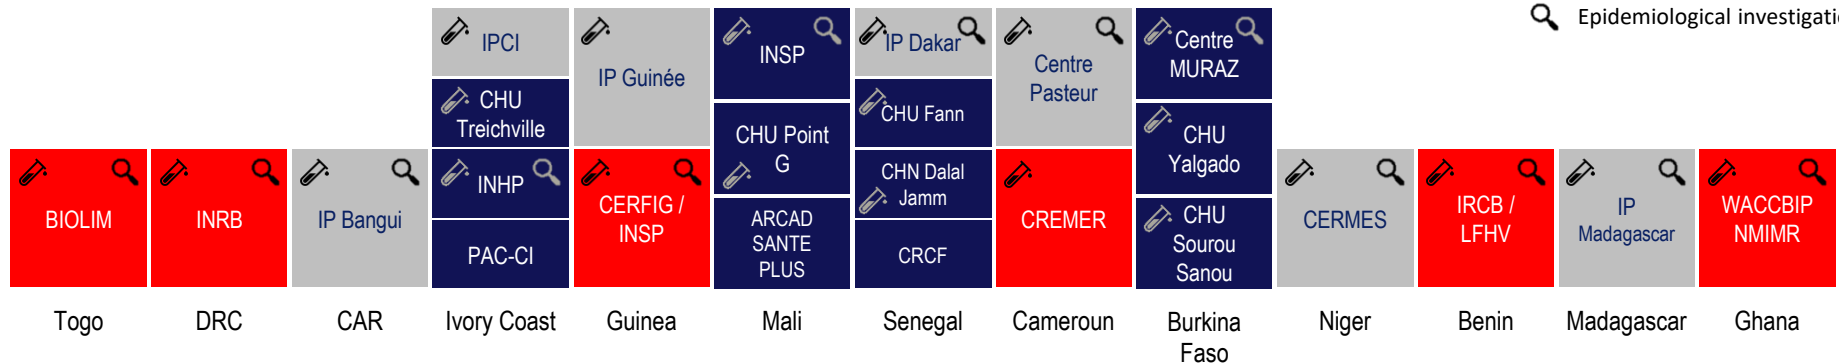 Epidemiological investigati
IPCI
CHU
Treichville
INHP
PAC-CI
IP Guinée
CERFIG /
INSP
INSP
CHU Point
G
ARCAD
SANTE
PLUS
IP Dakar
CHU Fann
CHN Dalal
Jamm
CRCF
Centre
Pasteur
CREMER
Centre
MURAZ
CHU
Yalgado
CHU
Sourou
Sanou
BIOLIM
INRB
IP Bangui
CERMES
IRCB /
LFHV
IP
Madagascar
WACCBIP
NMIMR
Togo
DRC
CAR
Ivory Coast
Guinea
Mali
Senegal
Cameroun
Burkina
Faso
Niger
Benin
Madagascar
Ghana